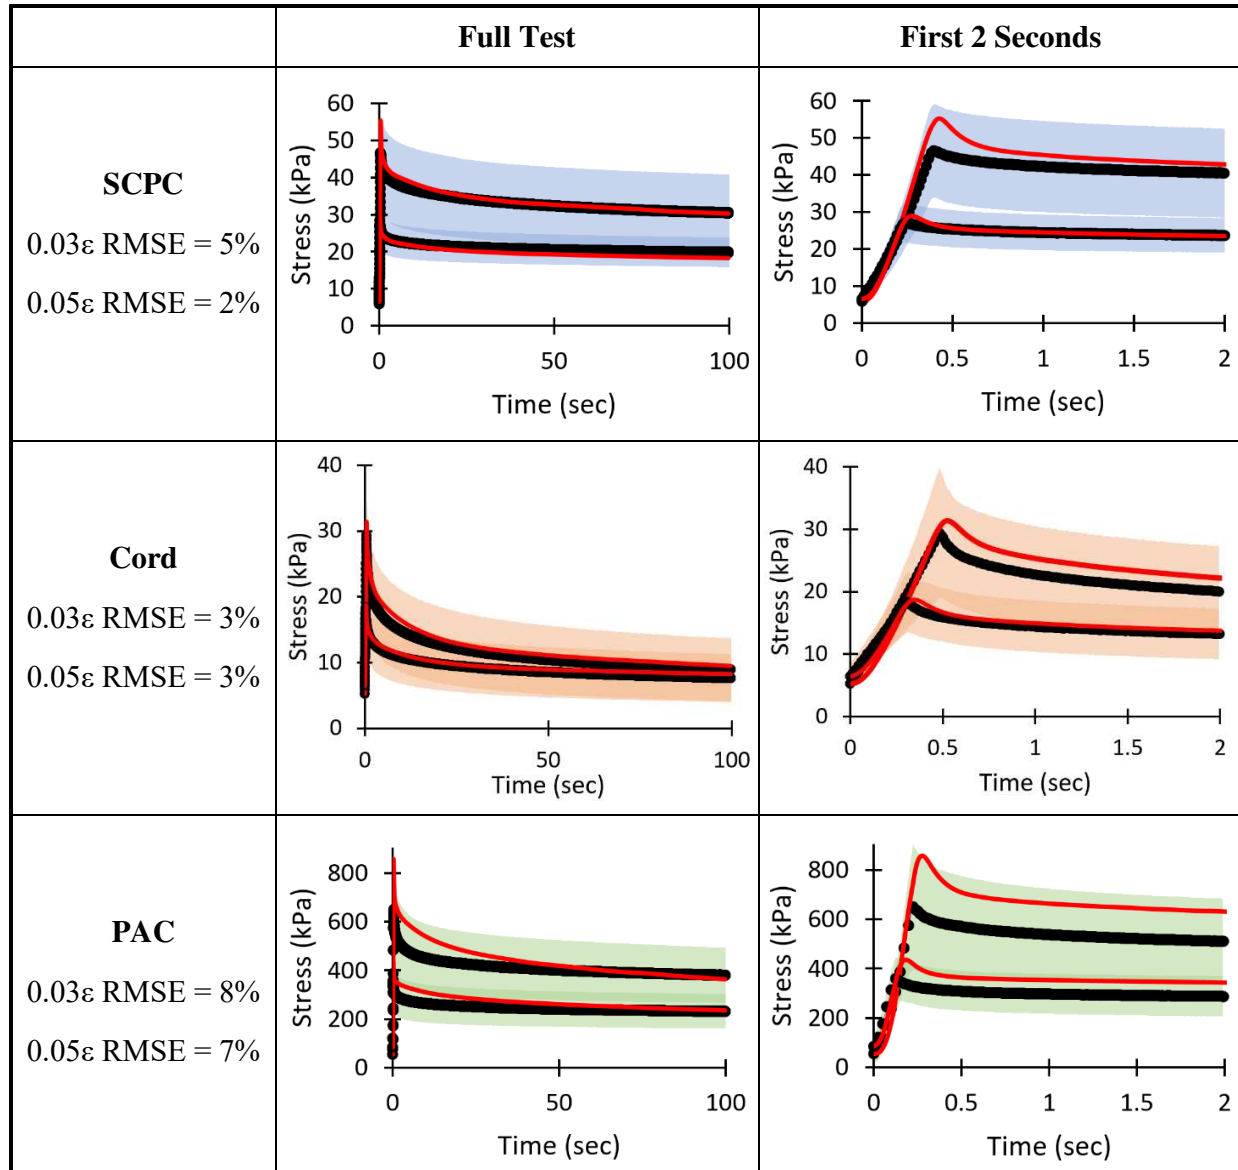 Full Test
First 2 Seconds
SCPC
0.03ε RMSE = 5%
0.05ε RMSE = 2%
Stress (kPa)
60
50
40
30
20
10
0
0
50
100
Time (sec)
Stress (kPa)
60
50
40
30
20
10
0
0
0.5
1
1.5
2
Time (sec)
Cord
0.03ε RMSE = 3%
0.05ε RMSE = 3%
Stress (kPa)
40
30
20
10
0
0
50
100
Time (sec)
Stress (kPa)
40
30
20
10
0
0
0.5
1
1.5
2
Time (sec)
PAC
0.03ε RMSE = 8%
0.05ε RMSE = 7%
Stress (kPa)
800
600
400
200
0
0
50
100
Time (sec)
Stress (kPa)
800
600
400
200
0
0
0.5
1
1.5
2
Time (sec)